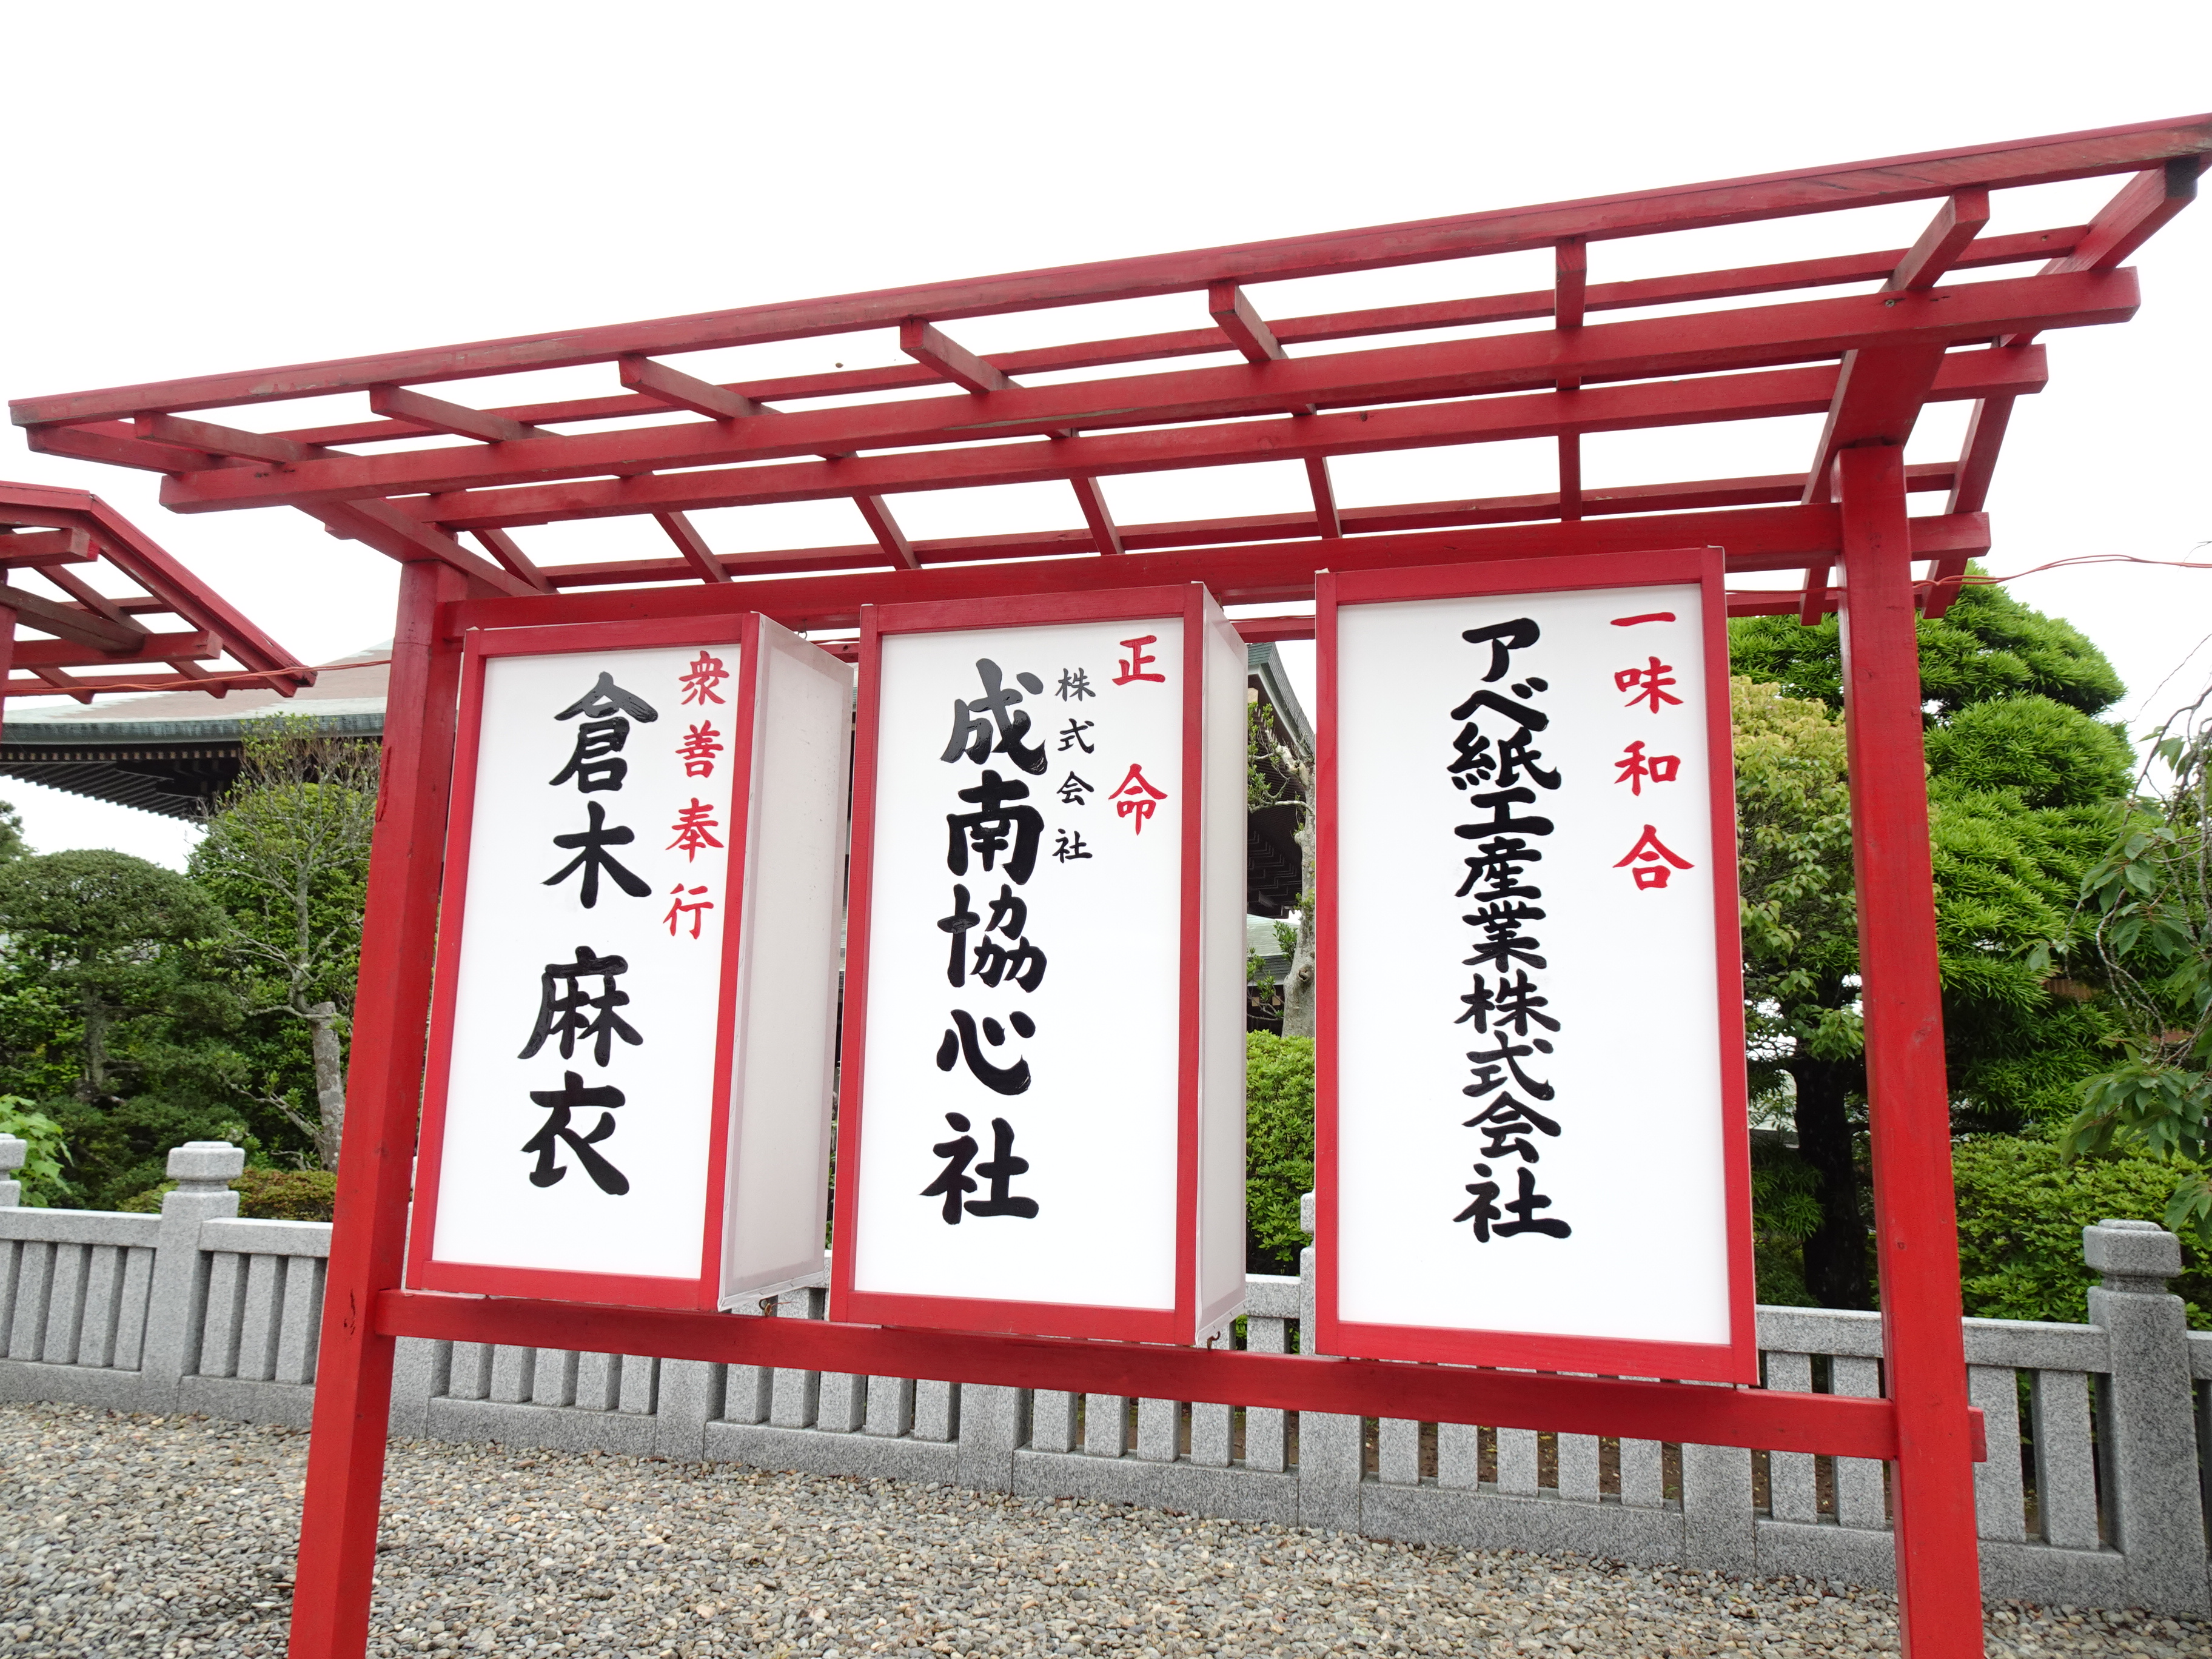 一味和合
アベ紙工産業株式会社
正命
株式会社
成南協心社
衆善奉行
倉木麻衣